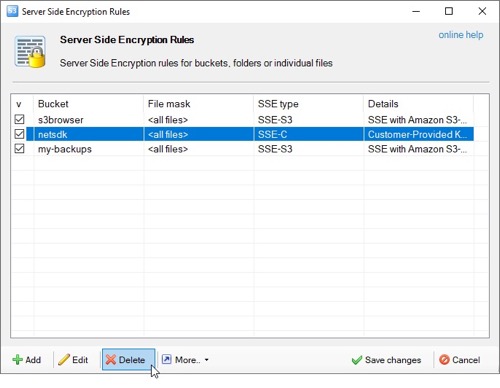 S3 Server Side Encryption Rules
Server Side Encryption Rules
online help
Server Side Encryption rules for buckets, folders or individual files
v Bucket File mask SSE type Details
s3browser <all files> SSE-S3 SSE with Amazon S3-...
netsdk <all files> SSE-C Customer-Provided K...
my-backups <all files> SSE-S3 SSE with Amazon S3-...
Add Edit Delete More.. Save changes Cancel